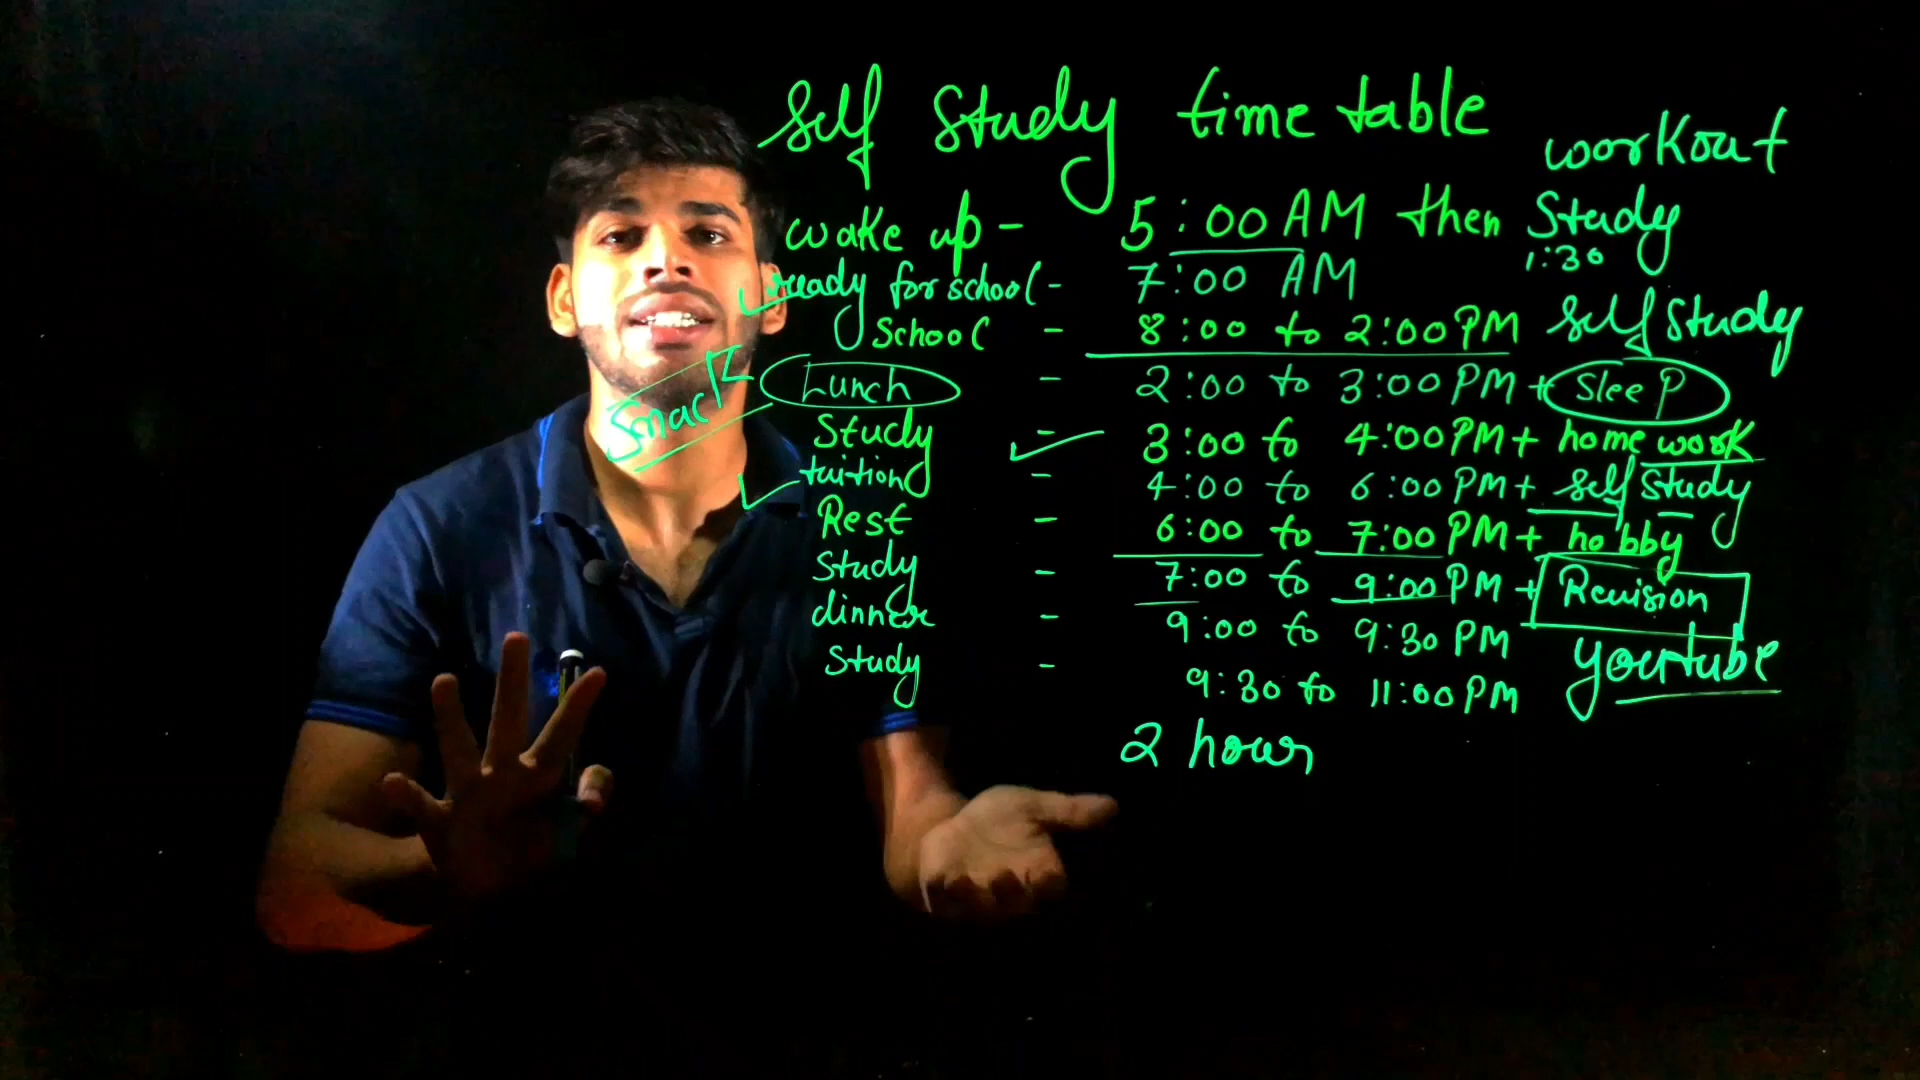 Self Study time table
workout
wake up - 5:00 AM then Study
1:30
ready for school - 7:00 AM
School - 8:00 to 2:00 PM Self Study
Lunch - 2:00 to 3:00 PM + Sleep
Snack
Study - 3:00 to 4:00 PM + home work
tuition - 4:00 to 6:00 PM + self study
Rest - 6:00 to 7:00 PM + hobby
Study - 7:00 to 9:00 PM + Revision
dinner - 9:00 to 9:30 PM
youtube
Study - 9:30 to 11:00 PM
2 hour